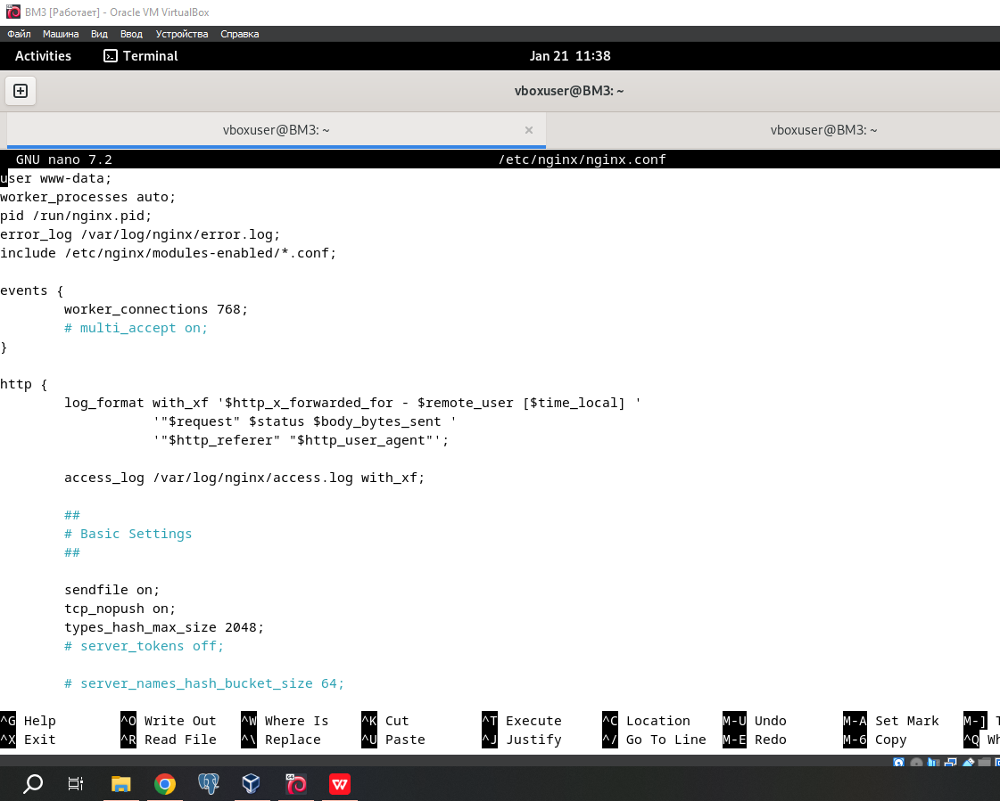 ВМ3 [Работает] - Oracle VM VirtualBox
Файл Машина Вид Ввод Устройства Справка
Activities Terminal Jan 21 11:38
vboxuser@ВМ3: ~
vboxuser@ВМ3: ~ × vboxuser@ВМ3: ~
GNU nano 7.2 /etc/nginx/nginx.conf
user www-data;
worker_processes auto;
pid /run/nginx.pid;
error_log /var/log/nginx/error.log;
include /etc/nginx/modules-enabled/*.conf;
events {
worker_connections 768;
# multi_accept on;
}
http {
log_format with_xf '$http_x_forwarded_for - $remote_user [$time_local] '
'"$request" $status $body_bytes_sent '
'"$http_referer" "$http_user_agent"';
access_log /var/log/nginx/access.log with_xf;
##
# Basic Settings
##
sendfile on;
tcp_nopush on;
types_hash_max_size 2048;
# server_tokens off;
# server_names_hash_bucket_size 64;
^G Help ^O Write Out ^W Where Is ^K Cut ^T Execute ^C Location M-U Undo M-A Set Mark M-]
^X Exit ^R Read File ^\ Replace ^U Paste ^J Justify ^/ Go To Line M-E Redo M-6 Copy ^Q